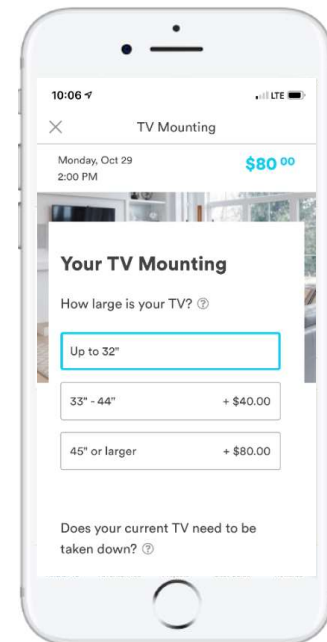 10:06
LTE
TV Mounting
Monday, Oct 29
2:00 PM
$80 00
Your TV Mounting
How large is your TV? ?
Up to 32"
33" - 44" + $40.00
45" or larger + $80.00
Does your current TV need to be
taken down? ?